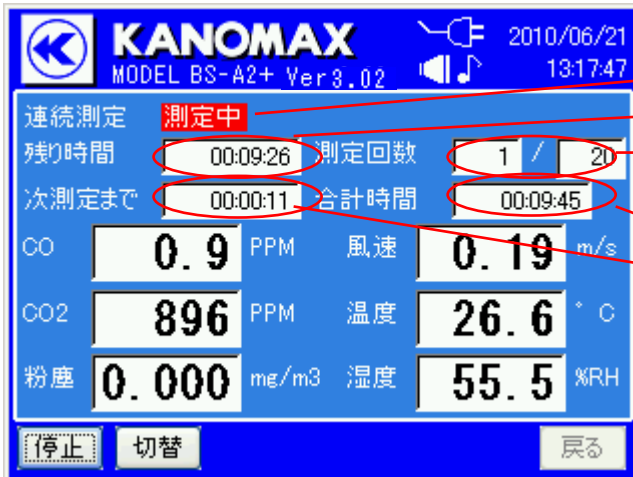 KANOMAX 2010/06/21
MODEL BS-A2+ Ver3.02 13:17:47
連続測定 測定中
残り時間 00:09:26 測定回数 1 / 20
次測定まで 00:00:11 合計時間 00:09:45
CO 0.9 PPM 風速 0.19 m/s
CO2 896 PPM 温度 26.6 ° C
粉塵 0.000 mg/m3 湿度 55.5 %RH
停止 切替 戻る